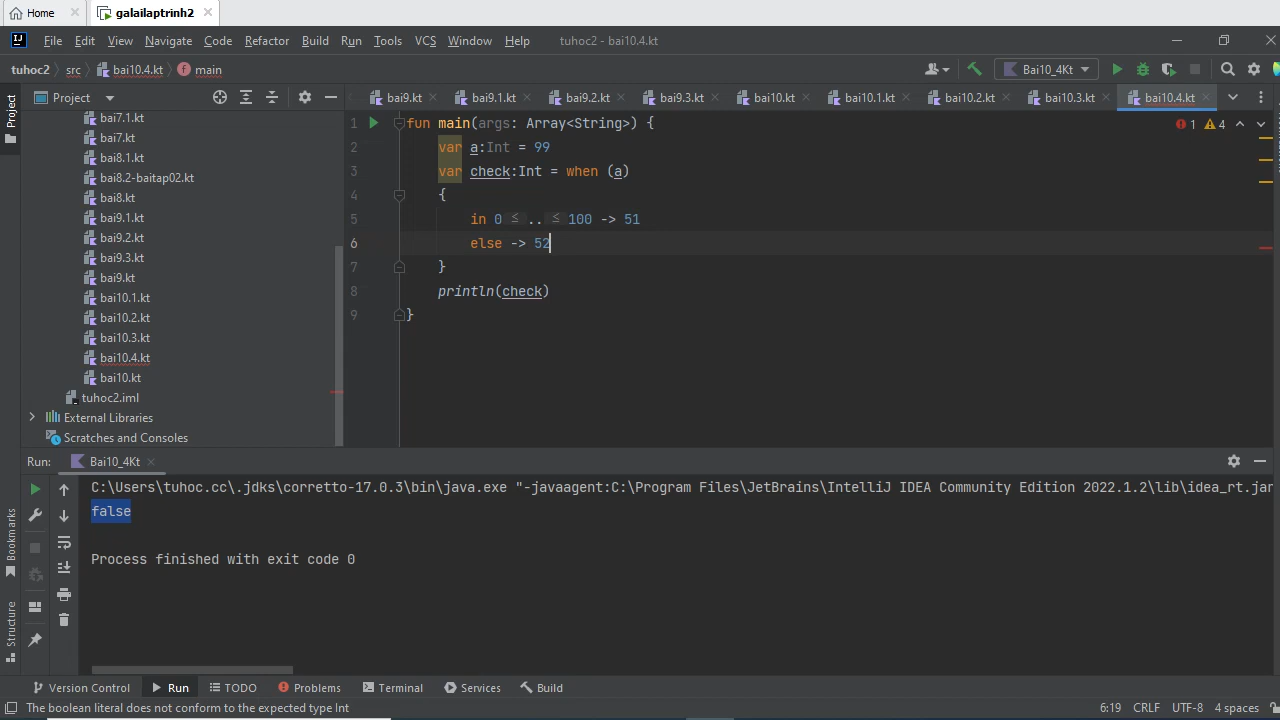 Home
galailaptrinh2
File Edit View Navigate Code Refactor Build Run Tools VCS Window Help tuhoc2 - bai10.4.kt
tuhoc2 src bai10.4.kt main Bai10_4Kt
Project
Project
bai9.kt bai9.1.kt bai9.2.kt bai9.3.kt bai10.kt bai10.1.kt bai10.2.kt bai10.3.kt bai10.4.kt
bai7.1.kt
bai7.kt
bai8.1.kt
bai8.2-baitap02.kt
bai8.kt
bai9.1.kt
bai9.2.kt
bai9.3.kt
bai9.kt
bai10.1.kt
bai10.2.kt
bai10.3.kt
bai10.4.kt
bai10.kt
tuhoc2.iml
External Libraries
Scratches and Consoles
1 fun main(args: Array<String>) { 1 4
2 var a:Int = 99
3 var check:Int = when (a)
4 {
5 in 0 ≤ .. ≤ 100 -> 51
6 else -> 52
7 }
8 println(check)
9 }
Run: Bai10_4Kt
C:\Users\tuhoc.cc\.jdks\corretto-17.0.3\bin\java.exe "-javaagent:C:\Program Files\JetBrains\IntelliJ IDEA Community Edition 2022.1.2\lib\idea_rt.jar
false
Process finished with exit code 0
Bookmarks
Structure
Version Control Run TODO Problems Terminal Services Build
The boolean literal does not conform to the expected type Int 6:19 CRLF UTF-8 4 spaces